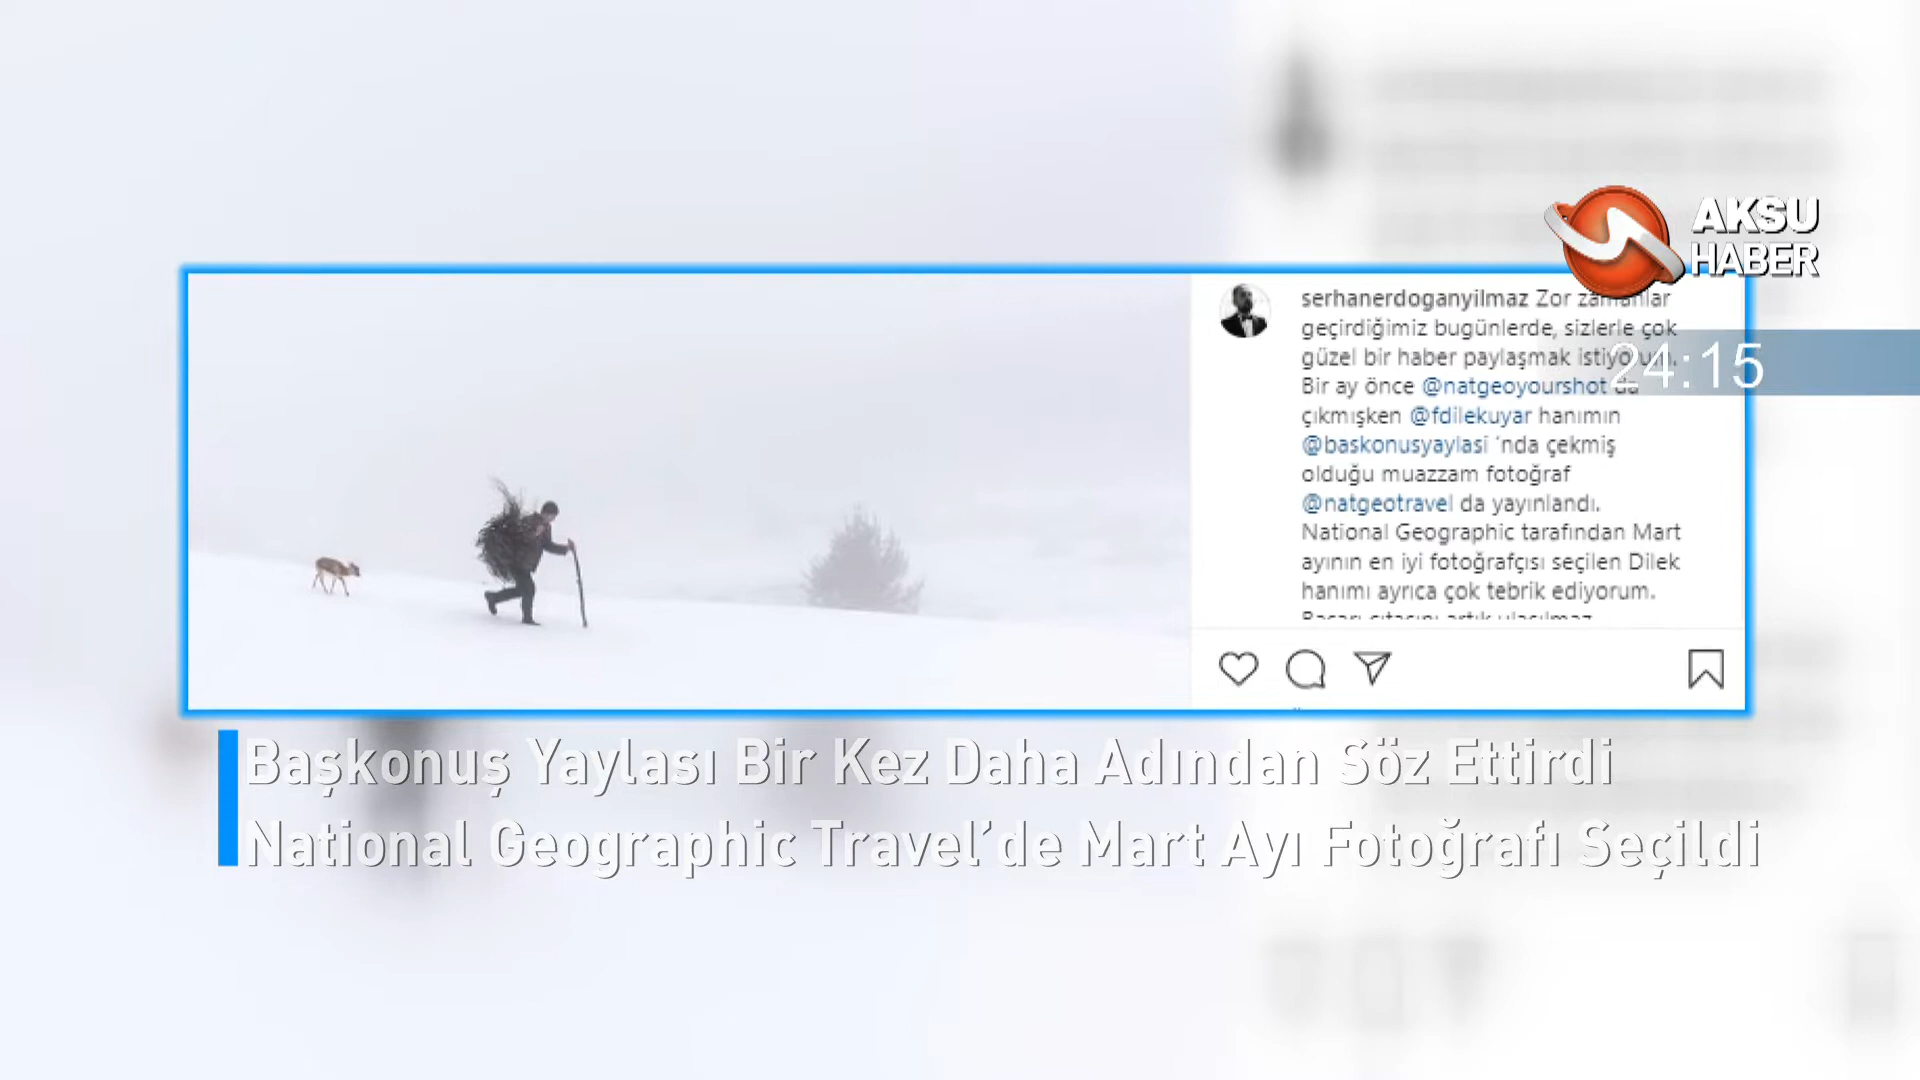 AKSU
HABER
serhanerdoganyilmaz Zor zamanlar
geçirdiğimiz bugünlerde, sizlerle çok
güzel bir haber paylaşmak istiyorum.
24:15
Bir ay önce @natgeoyourshot da
çıkmışken @fdilekuyar hanımın
@baskonusyaylasi 'nda çekmiş
olduğu muazzam fotoğraf
@natgeotravel da yayınlandı.
National Geographic tarafından Mart
ayının en iyi fotoğrafçısı seçilen Dilek
hanımı ayrıca çok tebrik ediyorum.
Başkonuş Yaylası Bir Kez Daha Adından Söz Ettirdi
National Geographic Travel'de Mart Ayı Fotoğrafı Seçildi